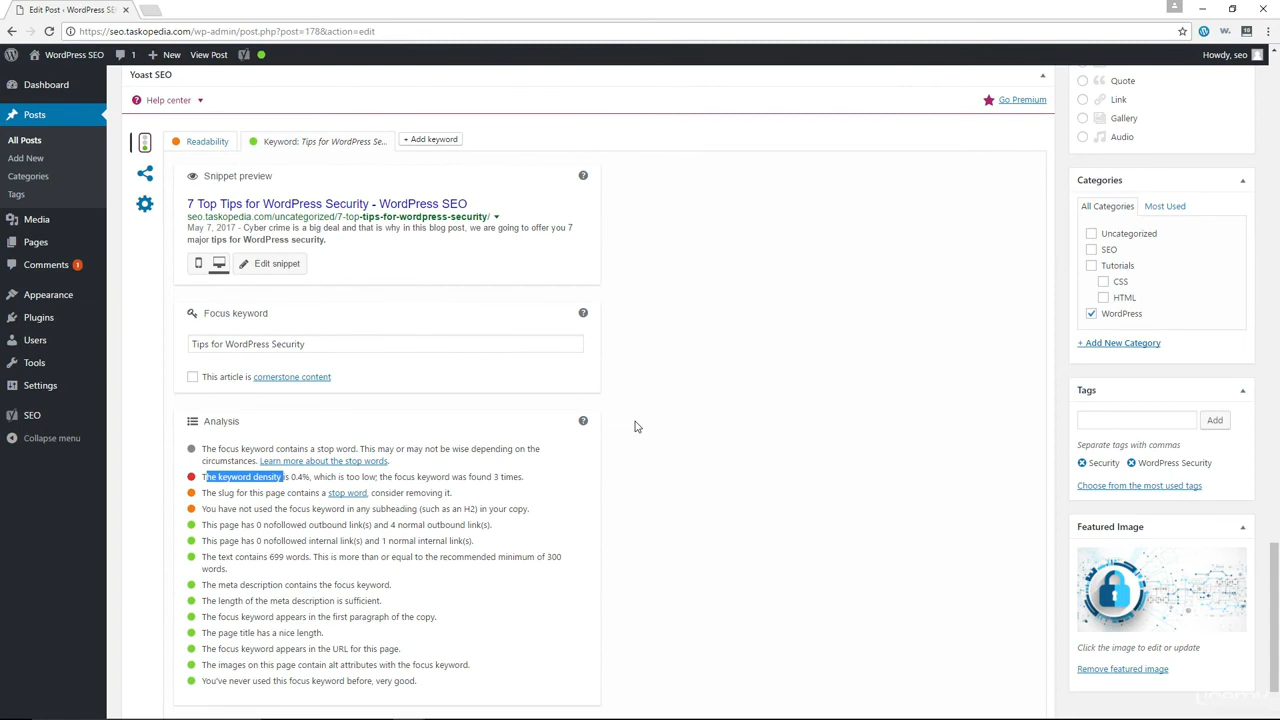 Edit Post ‹ WordPress SE
https://seo.taskopedia.com/wp-admin/post.php?post=178&action=edit
WordPress SEO 1 New View Post
Howdy, seo
Dashboard
Posts
All Posts
Add New
Categories
Tags
Media
Pages
Comments 1
Appearance
Plugins
Users
Tools
Settings
SEO
Collapse menu
Yoast SEO
Help center
Go Premium
Readability
Keyword: Tips for WordPress Se...
+ Add keyword
Snippet preview
7 Top Tips for WordPress Security - WordPress SEO
seo.taskopedia.com/uncategorized/7-top-tips-for-wordpress-security/
May 7, 2017 - Cyber crime is a big deal and that is why in this blog post, we are going to offer you 7
major tips for WordPress security.
Edit snippet
Focus keyword
Tips for WordPress Security
This article is cornerstone content
Analysis
The focus keyword contains a stop word. This may or may not be wise depending on the
circumstances. Learn more about the stop words.
The keyword density is 0.4%, which is too low; the focus keyword was found 3 times.
The slug for this page contains a stop word, consider removing it.
You have not used the focus keyword in any subheading (such as an H2) in your copy.
This page has 0 nofollowed outbound link(s) and 4 normal outbound link(s).
This page has 0 nofollowed internal link(s) and 1 normal internal link(s).
The text contains 699 words. This is more than or equal to the recommended minimum of 300
words.
The meta description contains the focus keyword.
The length of the meta description is sufficient.
The focus keyword appears in the first paragraph of the copy.
The page title has a nice length.
The focus keyword appears in the URL for this page.
The images on this page contain alt attributes with the focus keyword.
You've never used this focus keyword before, very good.
Quote
Link
Gallery
Audio
Categories
All Categories
Most Used
Uncategorized
SEO
Tutorials
CSS
HTML
WordPress
+ Add New Category
Tags
Add
Separate tags with commas
Security
WordPress Security
Choose from the most used tags
Featured Image
Click the image to edit or update
Remove featured image